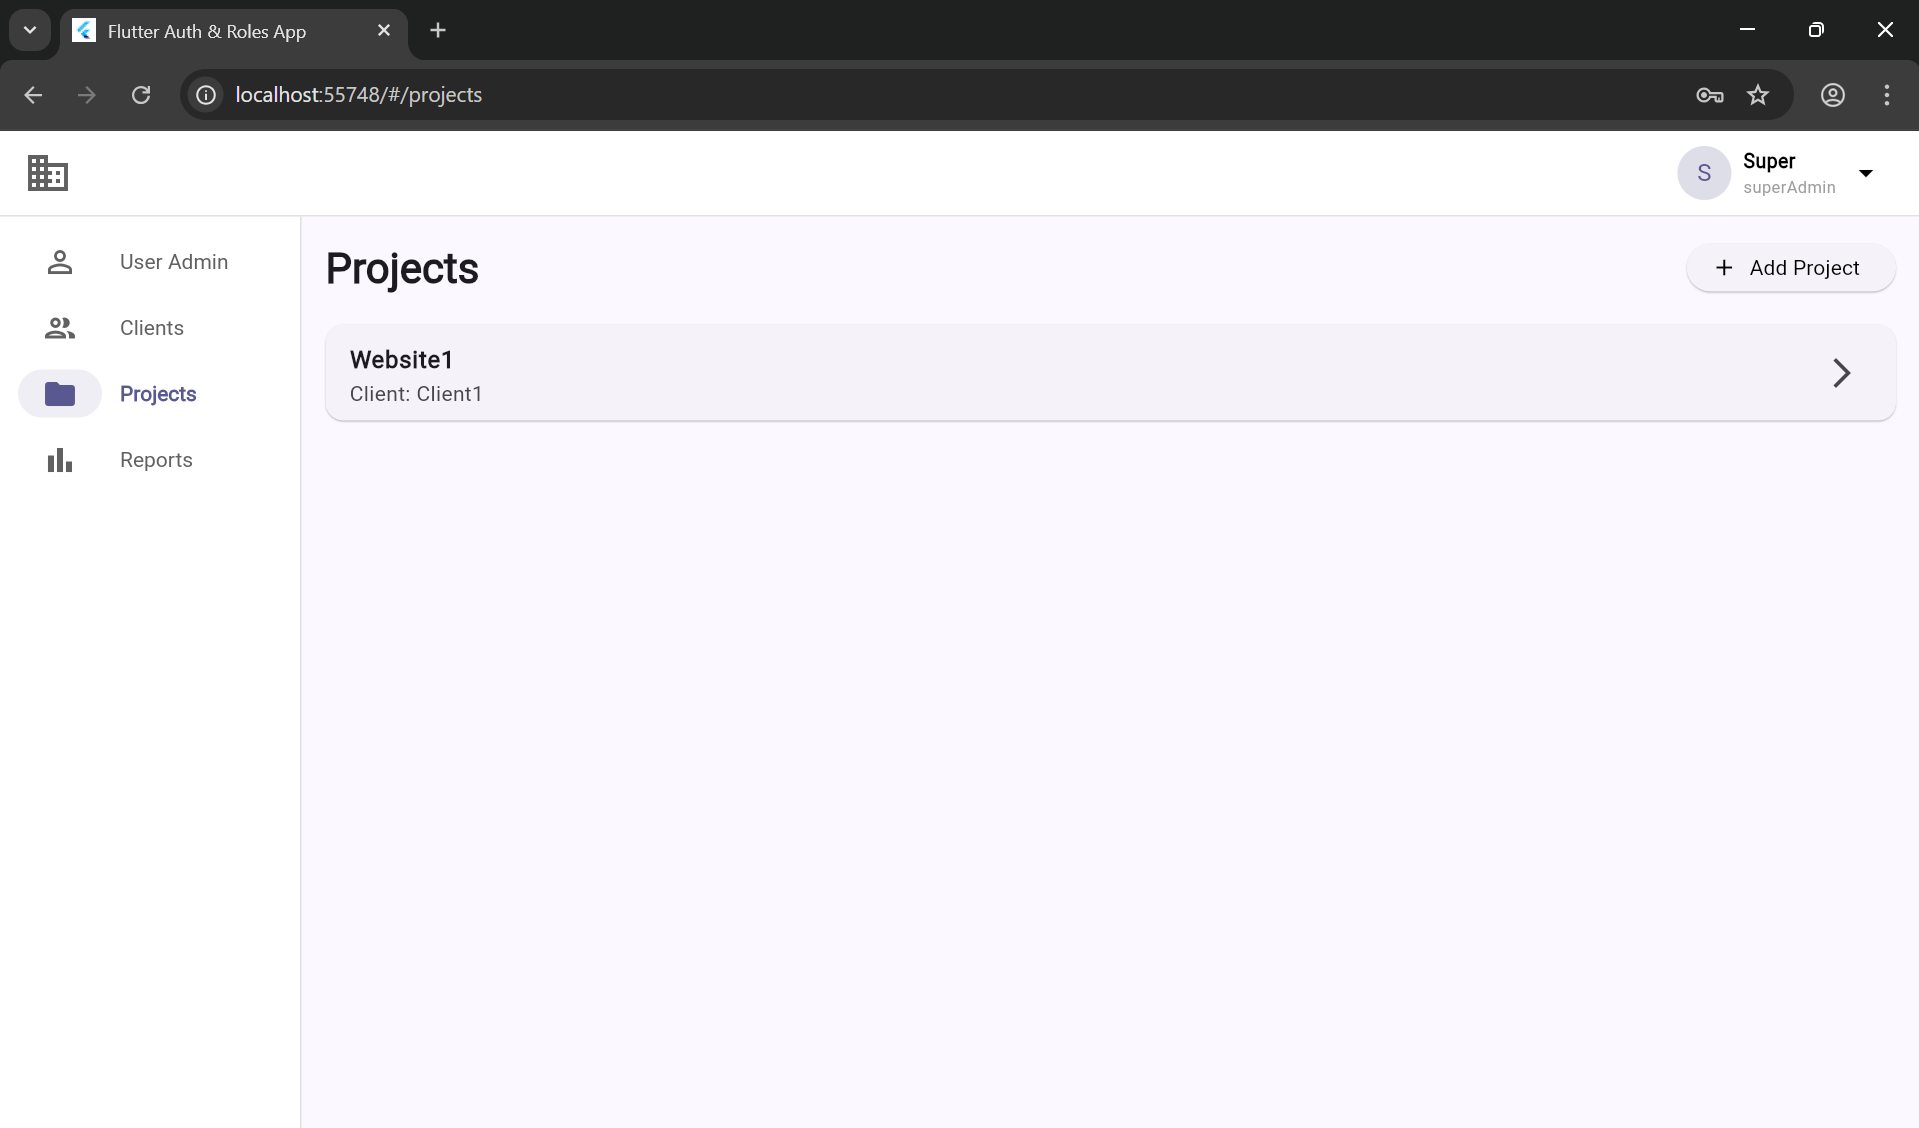 Flutter Auth & Roles App
localhost:55748/#/projects
S
Super
superAdmin
User Admin
Clients
Projects
Reports
Projects
Add Project
Website1
Client: Client1